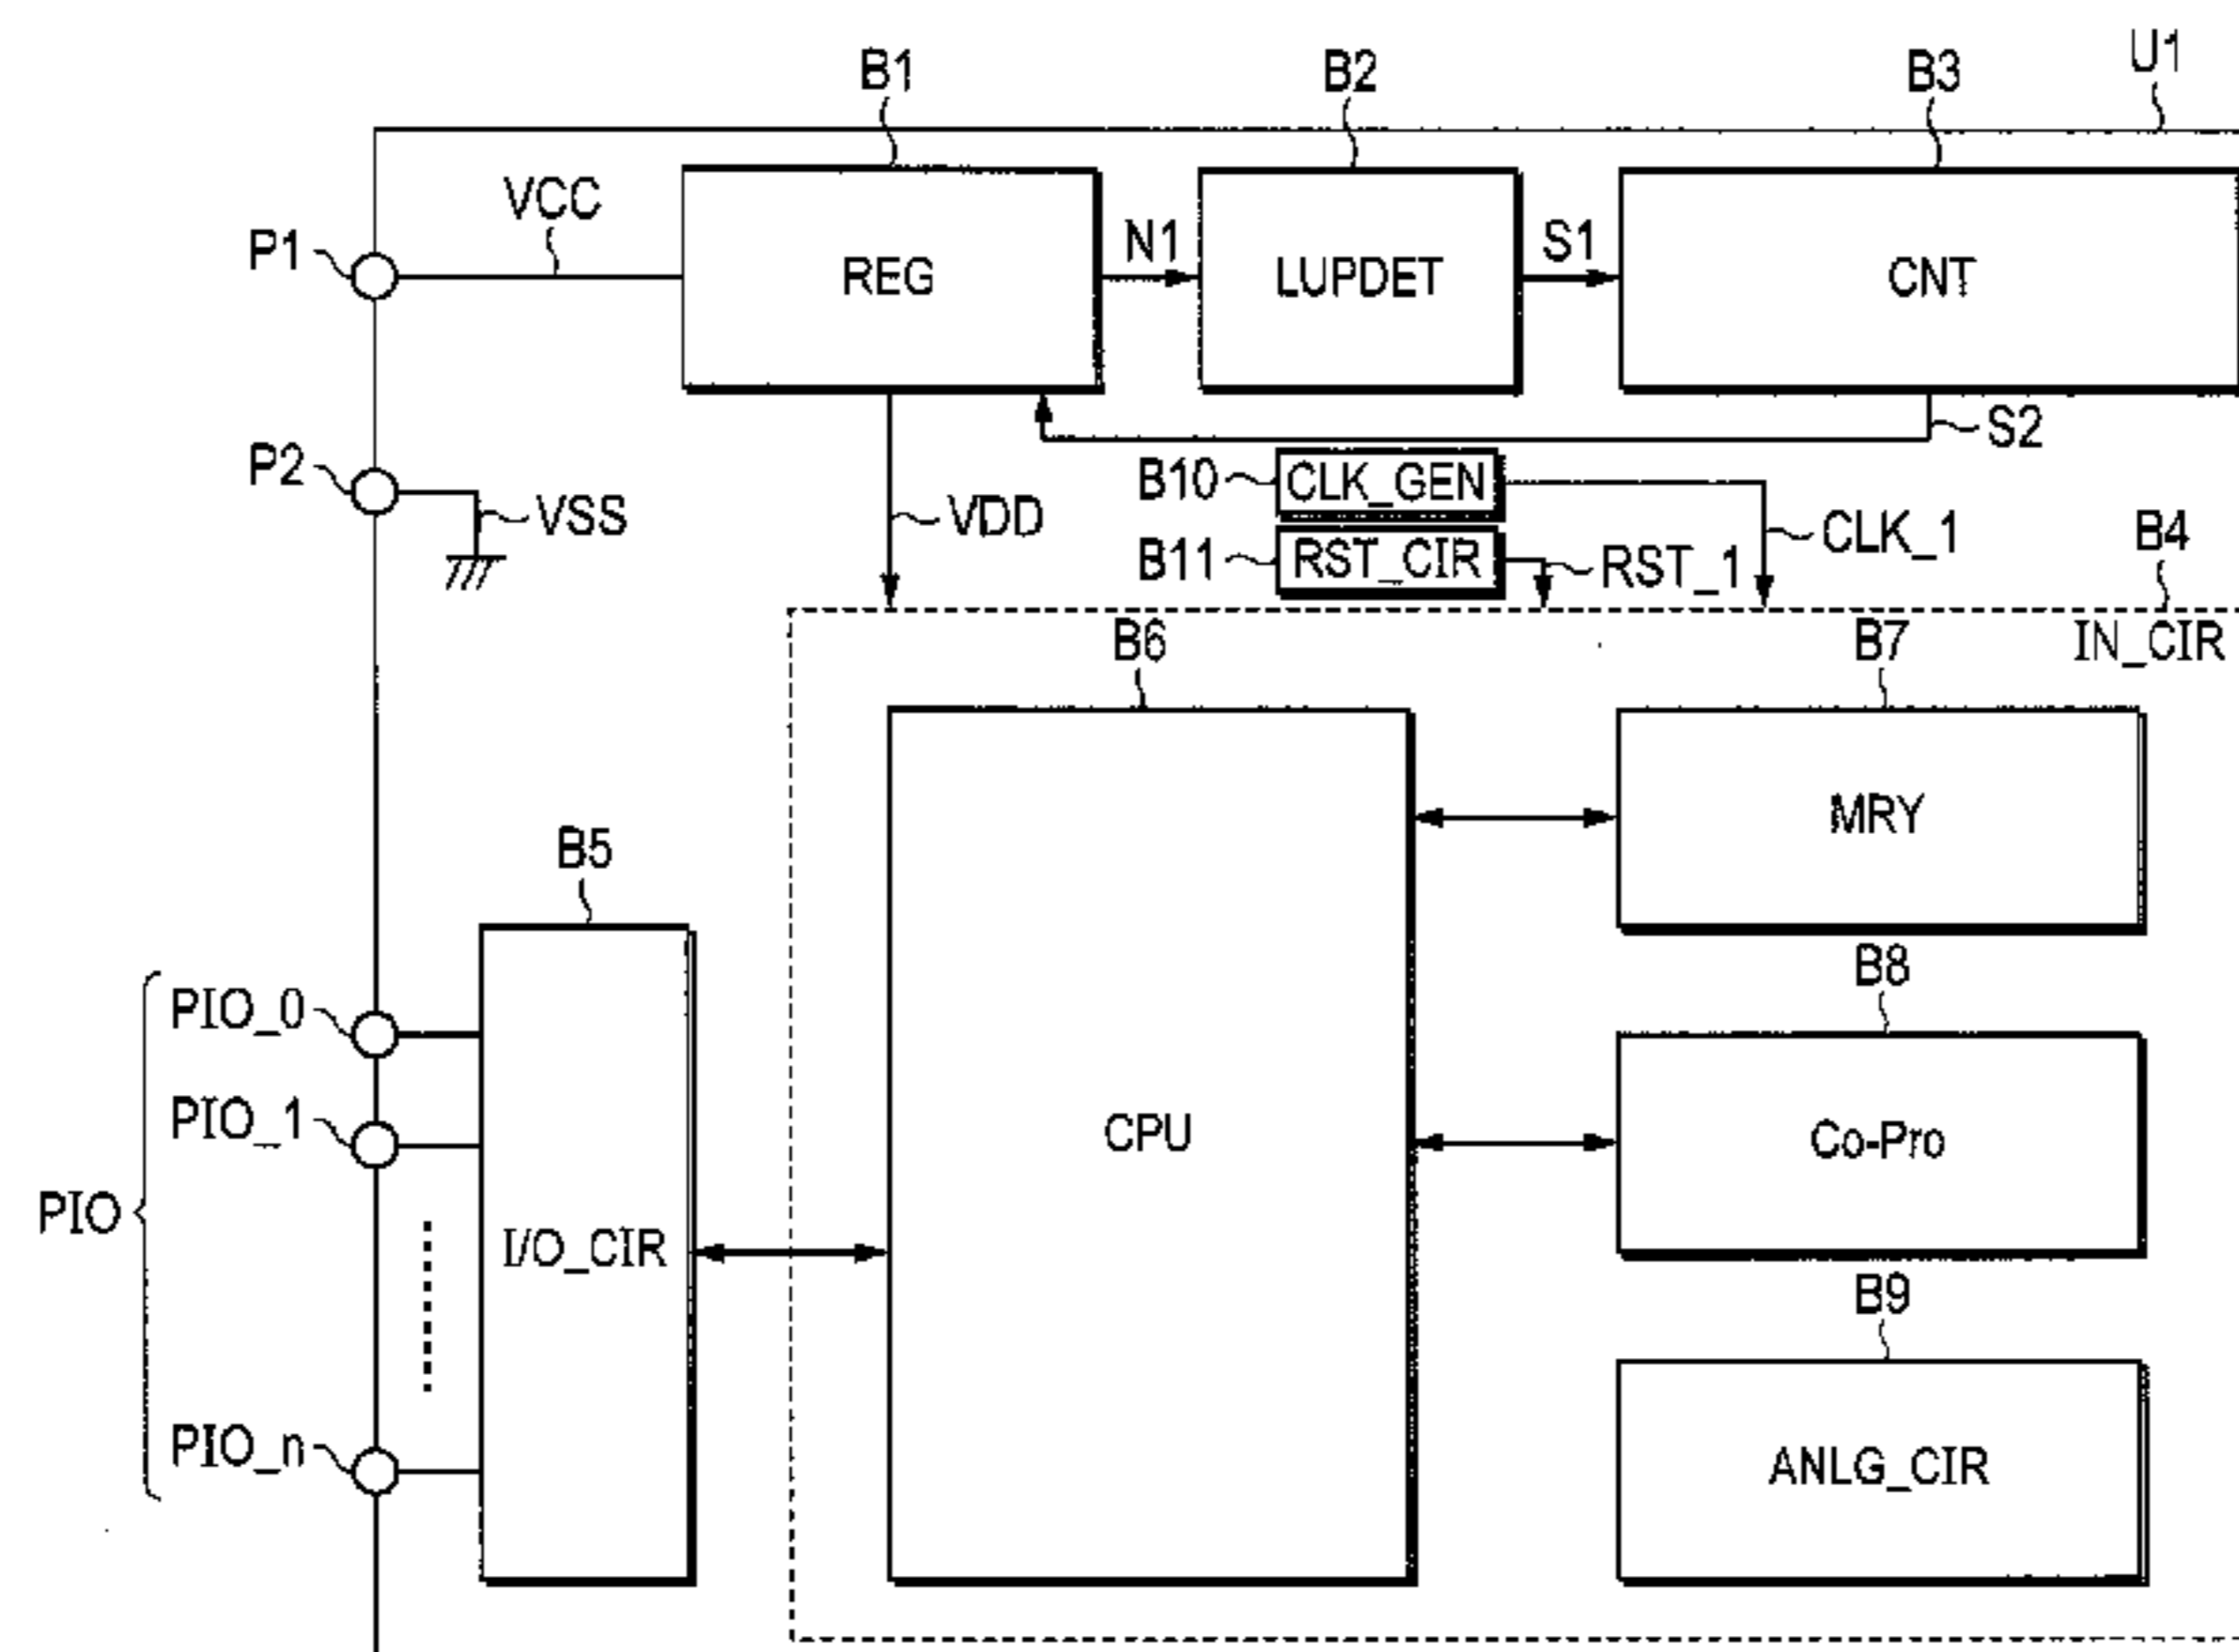 U1
B1
B2
B3
VCC
P1
REG
N1
LUPDET
S1
CNT
S2
P2
VSS
VDD
B10
CLK_GEN
CLK_1
B11
RST_CIR
RST_1
B4
IN_CIR
B6
B7
MRY
B5
B8
PIO_0
PIO_1
CPU
Co-Pro
PIO
I/O_CIR
B9
PIO_n
ANLG_CIR